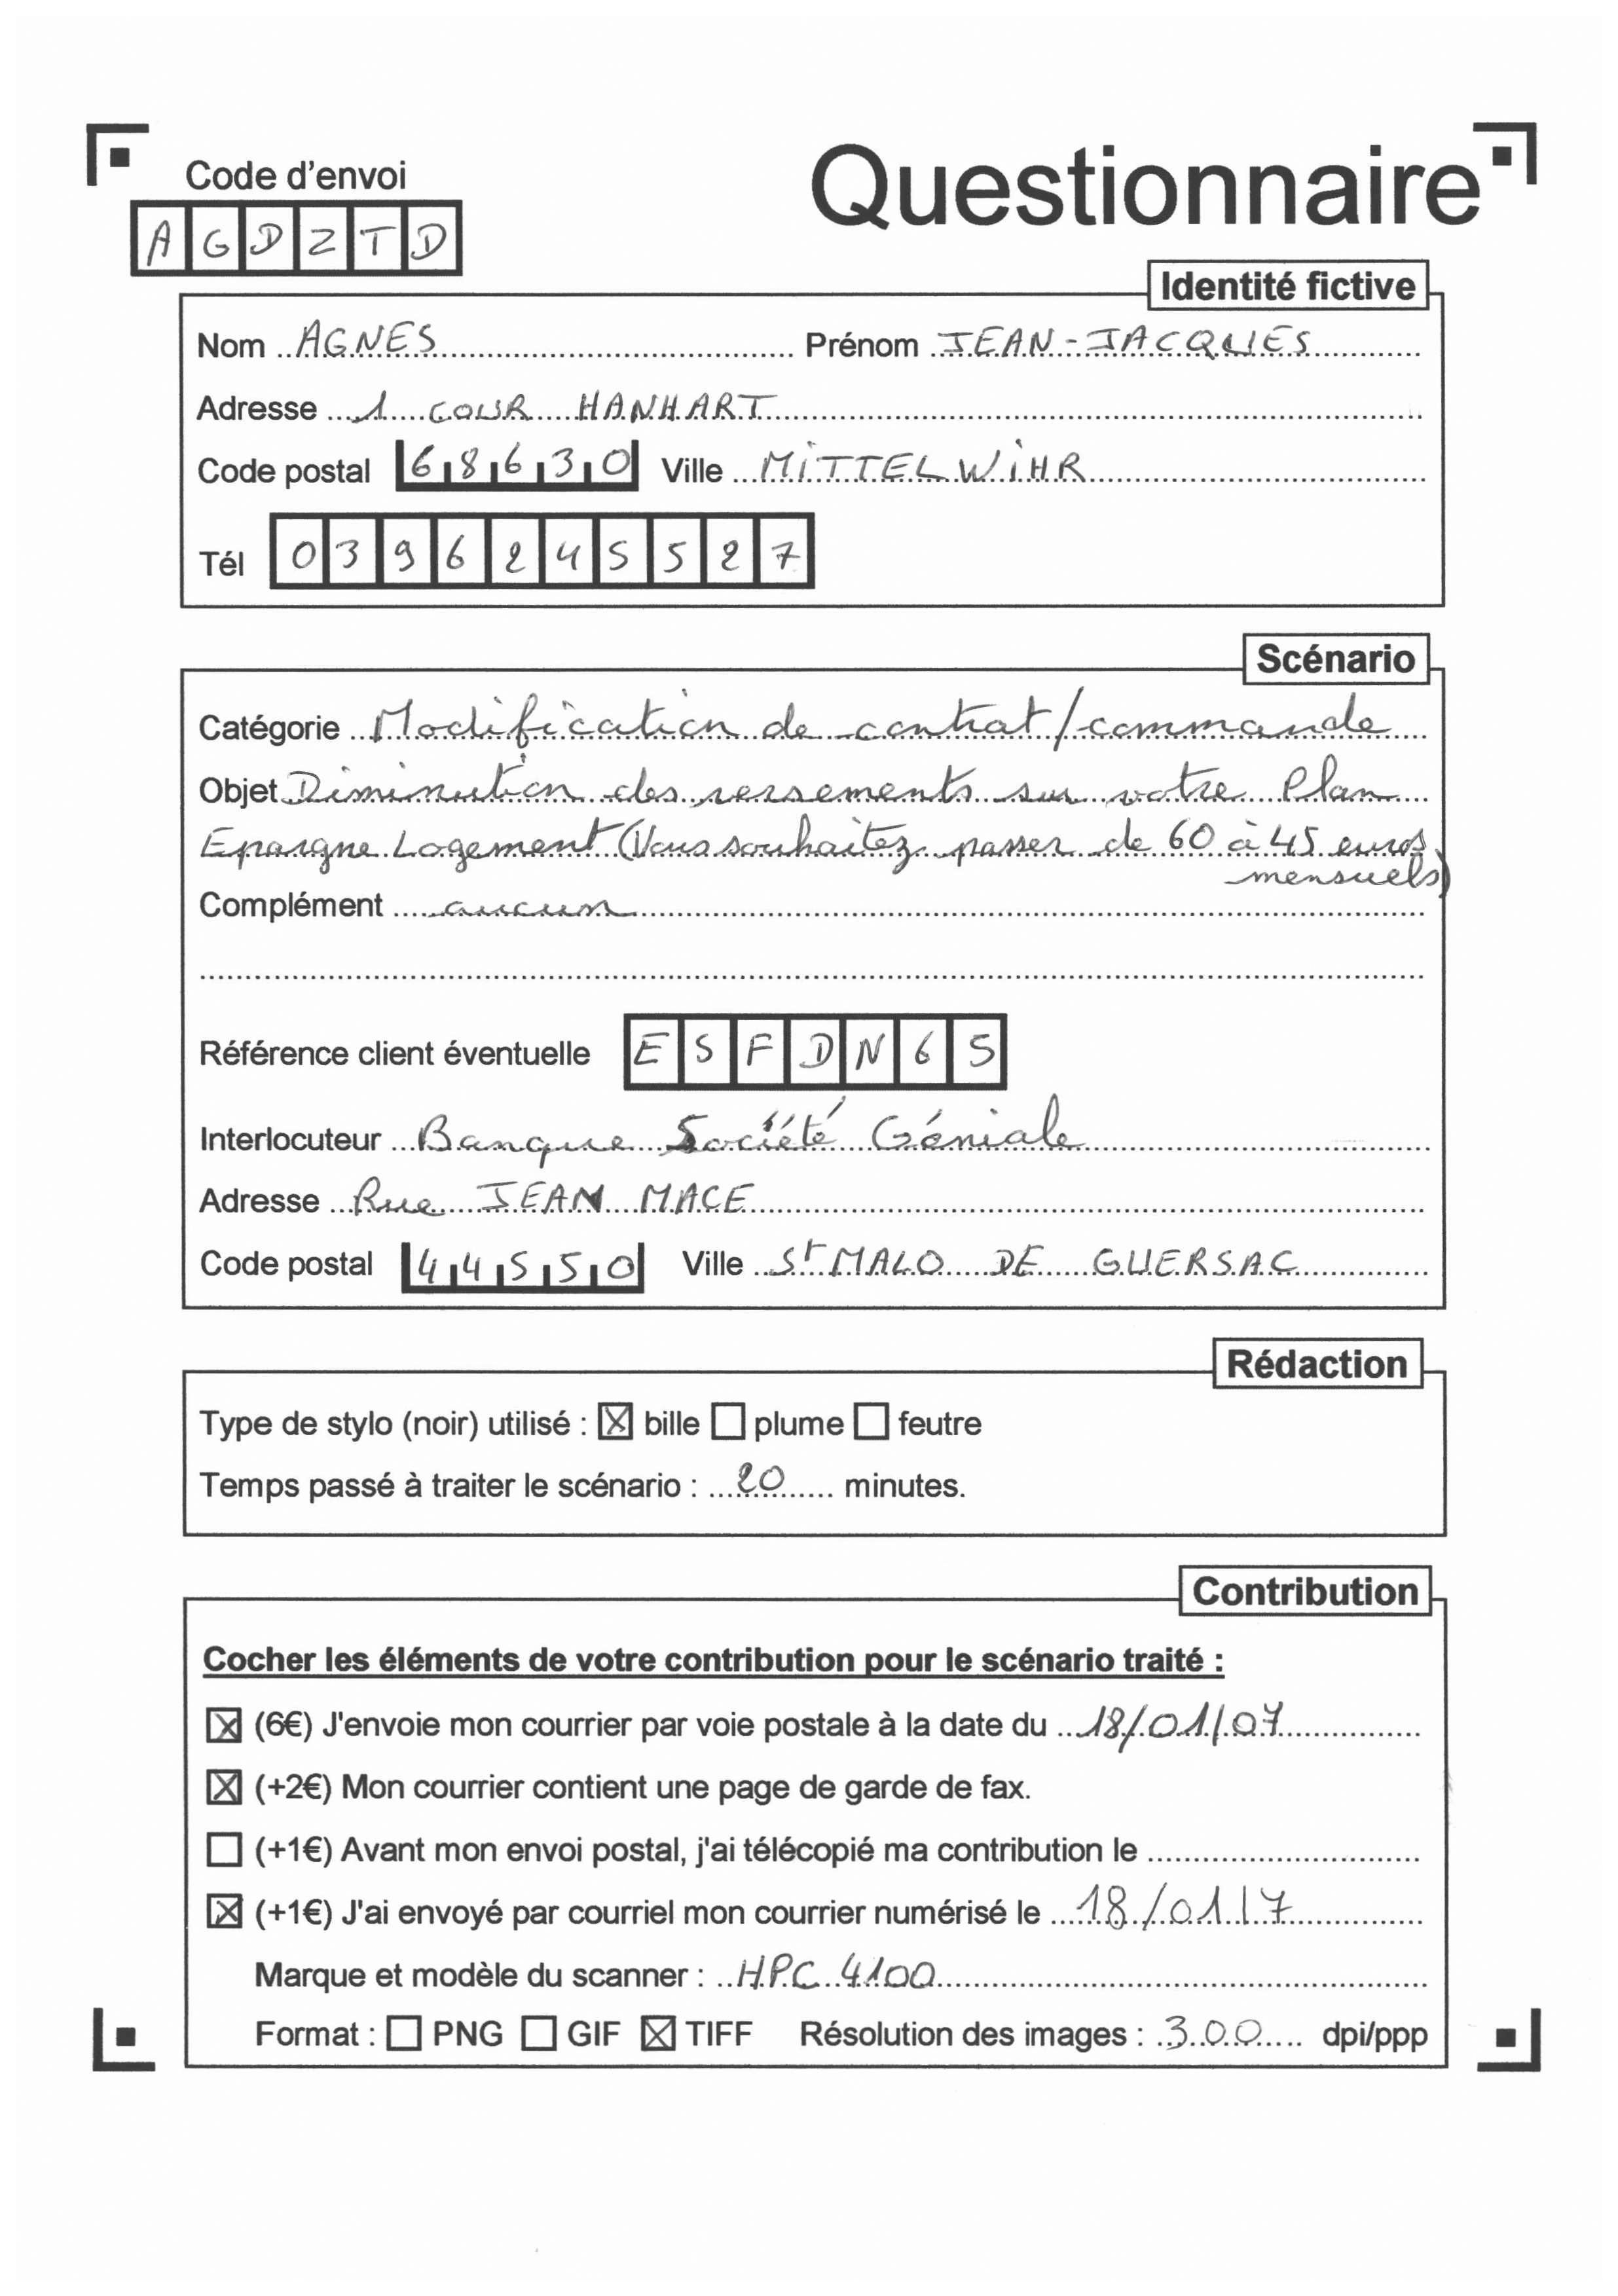 Code d'envoi
Questionnaire
AGDZTD
Identité fictive
Nom AGNES Prénom JEAN-JACQUES
Adresse 1 COUR HANHART
Code postal 68630 Ville MITTELWIHR
Tél 0396245527
Scénario
Catégorie Modification de contrat/commande
Objet Diminution des versements sur votre Plan
Epargne Logement (Vous souhaitez passer de 60 à 45 euros
mensuels)
Complément aucun
Référence client éventuelle ESFDN65
Interlocuteur Banque Société Géniale
Adresse Rue JEAN MACE
Code postal 44550 Ville St MALO DE GUERSAC
Rédaction
Type de stylo (noir) utilisé : ☒ bille ☐ plume ☐ feutre
Temps passé à traiter le scénario : 20 minutes.
Contribution
Cocher les éléments de votre contribution pour le scénario traité :
☒ (6€) J'envoie mon courrier par voie postale à la date du 18/01/07
☒ (+2€) Mon courrier contient une page de garde de fax.
☐ (+1€) Avant mon envoi postal, j'ai télécopié ma contribution le
☒ (+1€) J'ai envoyé par courriel mon courrier numérisé le 18/01/7
Marque et modèle du scanner : HPC 4100
Format : ☐ PNG ☐ GIF ☒ TIFF Résolution des images : 300 dpi/ppp